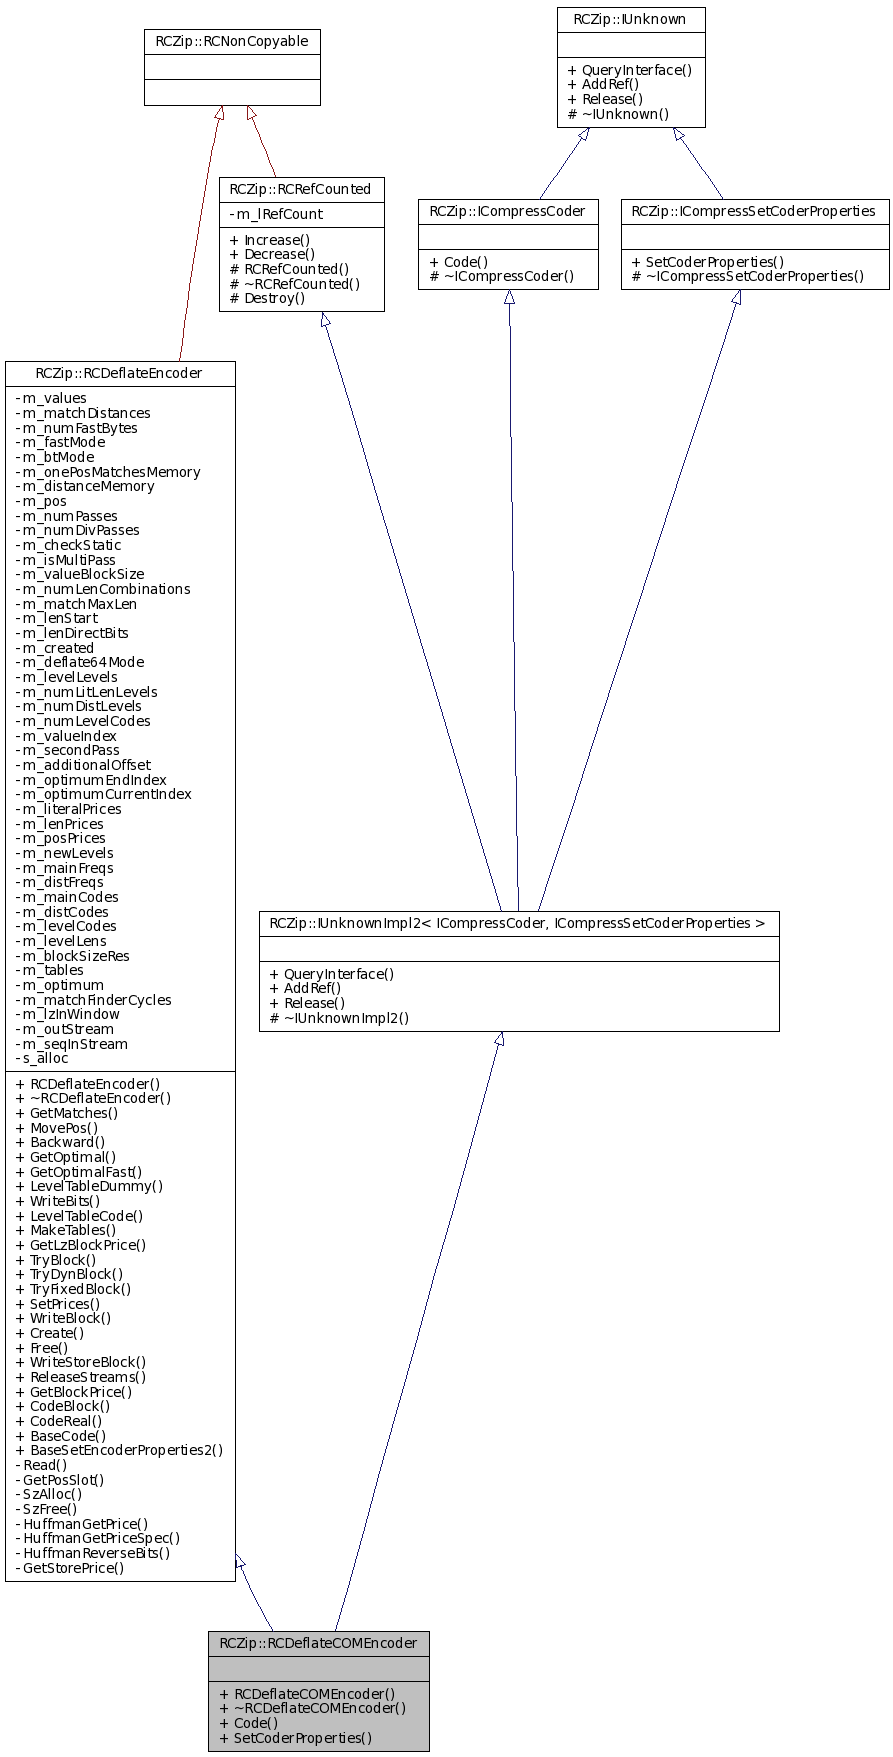 RCZip::IUnknown
+ QueryInterface()
+ AddRef()
+ Release()
# ~IUnknown()
RCZip::RCNonCopyable
RCZip::RCRefCounted
- m_lRefCount
+ Increase()
+ Decrease()
# RCRefCounted()
# ~RCRefCounted()
# Destroy()
RCZip::ICompressCoder
+ Code()
# ~ICompressCoder()
RCZip::ICompressSetCoderProperties
+ SetCoderProperties()
# ~ICompressSetCoderProperties()
RCZip::RCDeflateEncoder
- m_values
- m_matchDistances
- m_numFastBytes
- m_fastMode
- m_btMode
- m_onePosMatchesMemory
- m_distanceMemory
- m_pos
- m_numPasses
- m_numDivPasses
- m_checkStatic
- m_isMultiPass
- m_valueBlockSize
- m_numLenCombinations
- m_matchMaxLen
- m_lenStart
- m_lenDirectBits
- m_created
- m_deflate64Mode
- m_levelLevels
- m_numLitLenLevels
- m_numDistLevels
- m_numLevelCodes
- m_valueIndex
- m_secondPass
- m_additionalOffset
- m_optimumEndIndex
- m_optimumCurrentIndex
- m_literalPrices
- m_lenPrices
- m_posPrices
- m_newLevels
- m_mainFreqs
- m_distFreqs
- m_mainCodes
- m_distCodes
- m_levelCodes
- m_levelLens
- m_blockSizeRes
- m_tables
- m_optimum
- m_matchFinderCycles
- m_lzInWindow
- m_outStream
- m_seqInStream
- s_alloc
+ RCDeflateEncoder()
+ ~RCDeflateEncoder()
+ GetMatches()
+ MovePos()
+ Backward()
+ GetOptimal()
+ GetOptimalFast()
+ LevelTableDummy()
+ WriteBits()
+ LevelTableCode()
+ MakeTables()
+ GetLzBlockPrice()
+ TryBlock()
+ TryDynBlock()
+ TryFixedBlock()
+ SetPrices()
+ WriteBlock()
+ Create()
+ Free()
+ WriteStoreBlock()
+ ReleaseStreams()
+ GetBlockPrice()
+ CodeBlock()
+ CodeReal()
+ BaseCode()
+ BaseSetEncoderProperties2()
- Read()
- GetPosSlot()
- SzAlloc()
- SzFree()
- HuffmanGetPrice()
- HuffmanGetPriceSpec()
- HuffmanReverseBits()
- GetStorePrice()
RCZip::IUnknownImpl2< ICompressCoder, ICompressSetCoderProperties >
+ QueryInterface()
+ AddRef()
+ Release()
# ~IUnknownImpl2()
RCZip::RCDeflateCOMEncoder
+ RCDeflateCOMEncoder()
+ ~RCDeflateCOMEncoder()
+ Code()
+ SetCoderProperties()